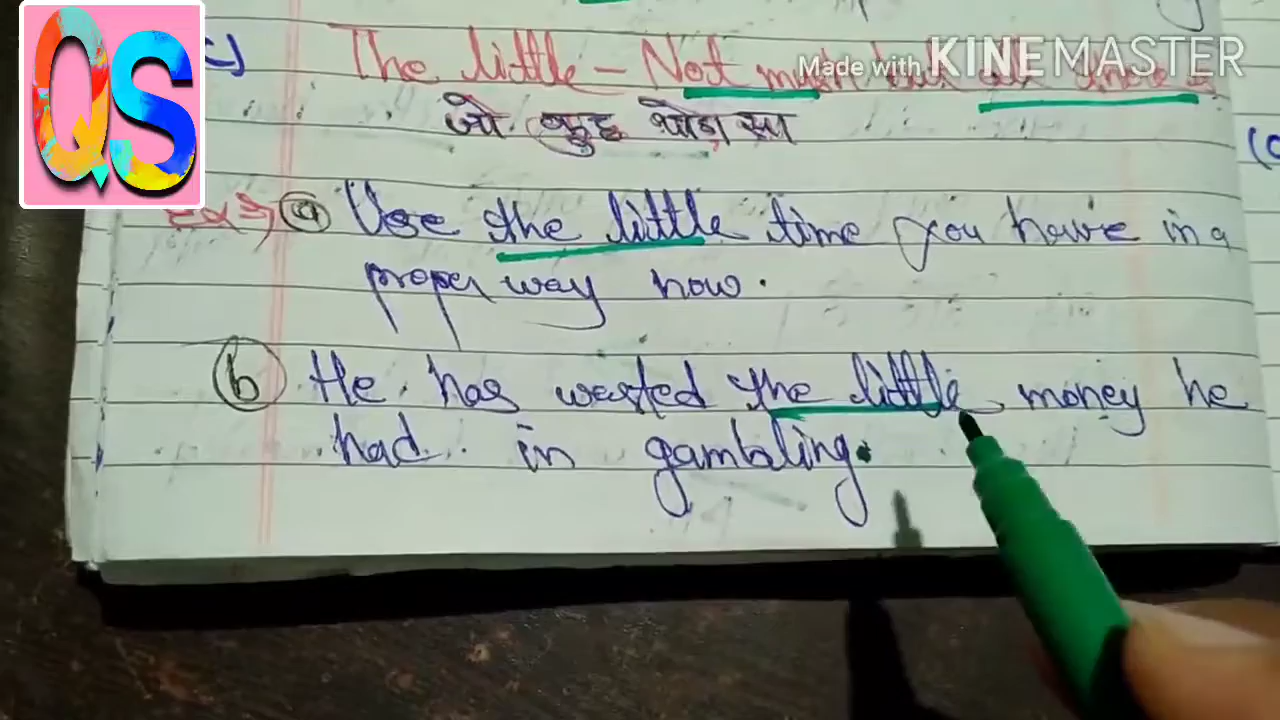 QS
Made with KINEMASTER
c) The little - Not much but all there is
जो कुछ थोड़ा सा
Ex → (a) Use the little time you have in a
proper way now.
(b) He has wasted the little money he
had in gambling.